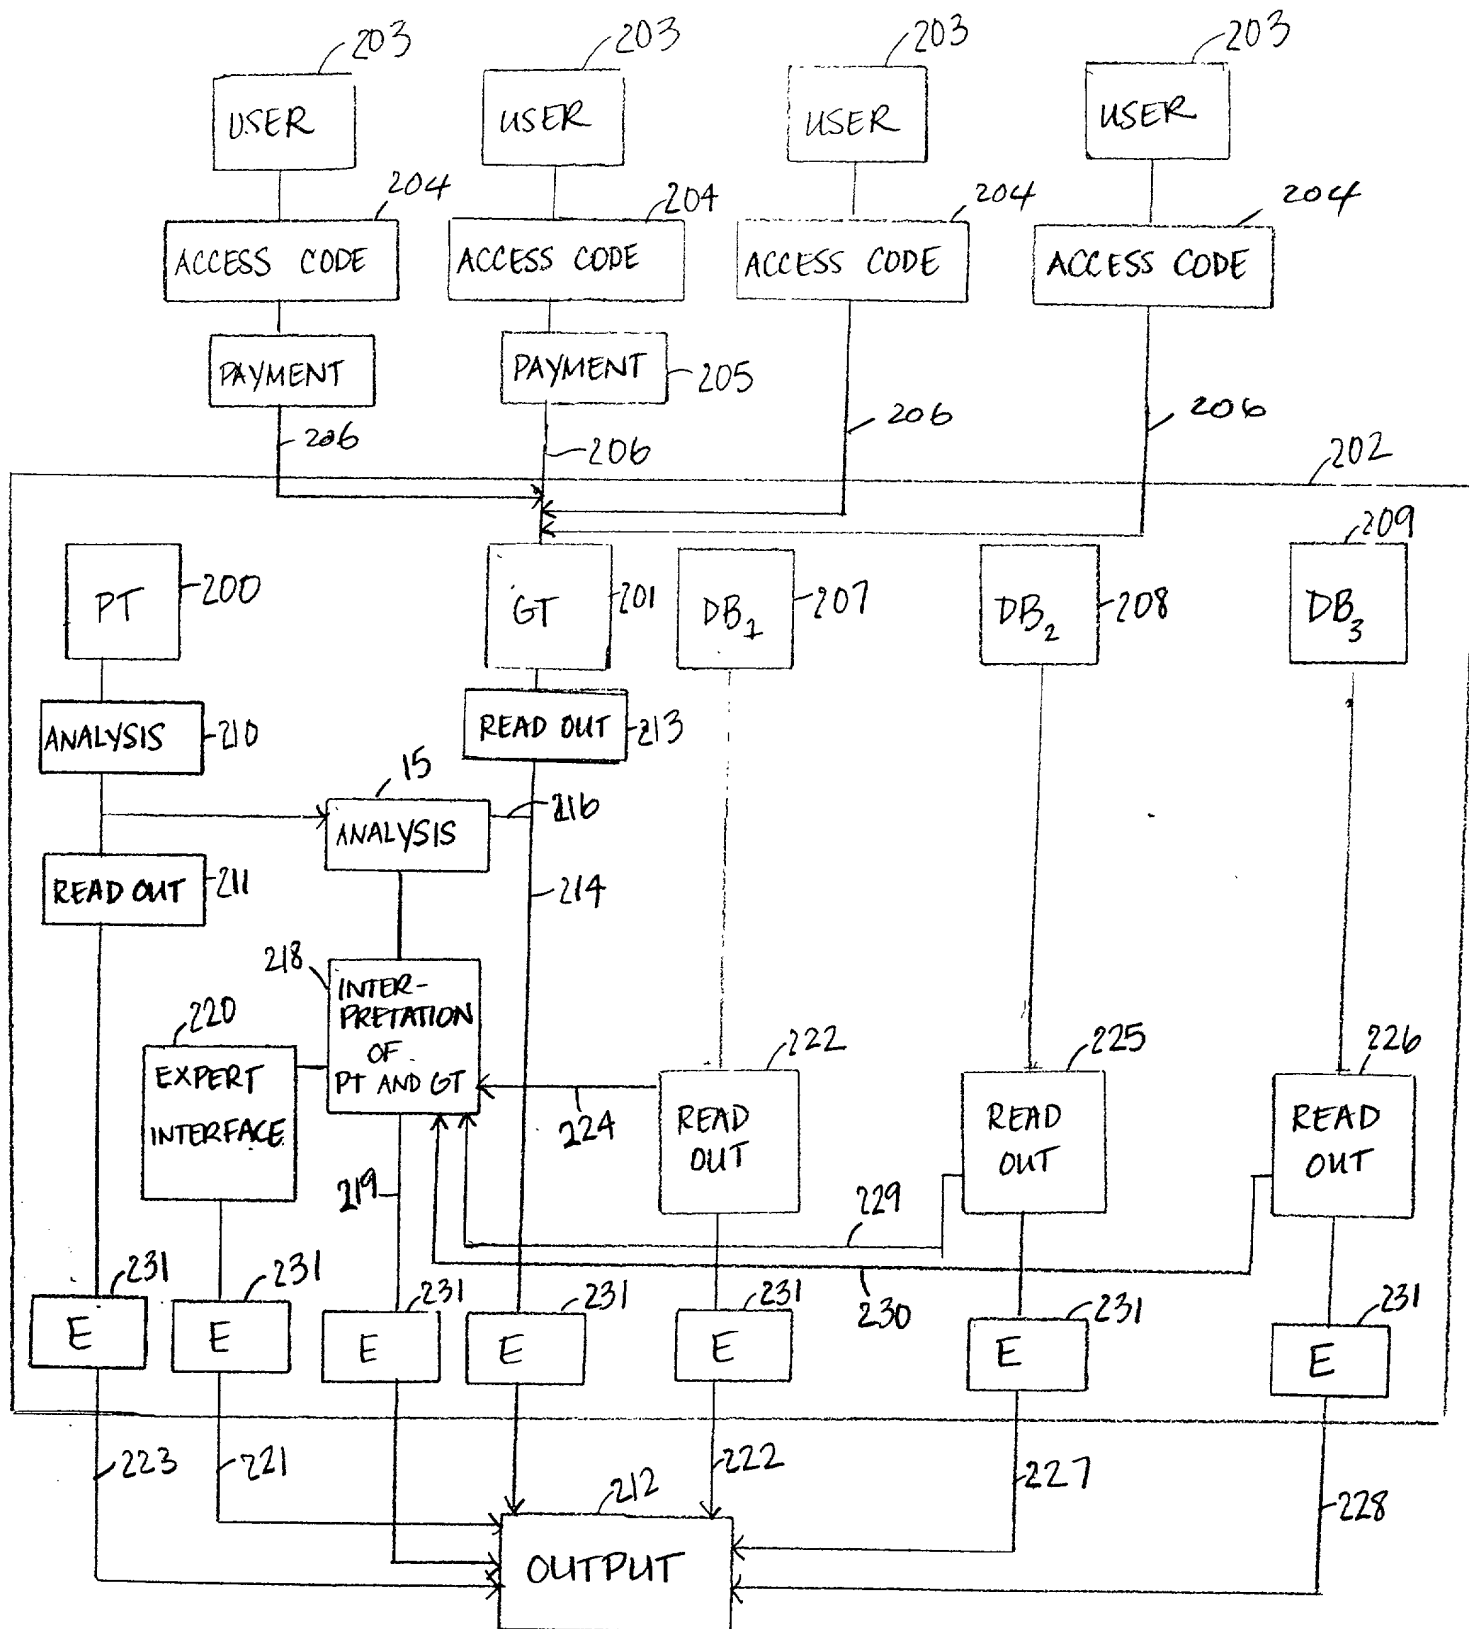 203
203
203
203
USER
USER
USER
USER
204
204
204
204
ACCESS CODE
ACCESS CODE
ACCESS CODE
ACCESS CODE
PAYMENT
PAYMENT
205
206
206
206
206
202
209
PT
200
GT
201
DB1
207
DB2
208
DB3
ANALYSIS
210
READ OUT
213
15
ANALYSIS
216
READ OUT
211
214
218
INTER-
PRETATION
OF
PT AND GT
220
EXPERT
INTERFACE
222
READ
OUT
224
225
READ
OUT
226
READ
OUT
219
229
230
231
231
231
231
231
231
231
E
E
E
E
E
E
E
223
221
222
227
228
212
OUTPUT